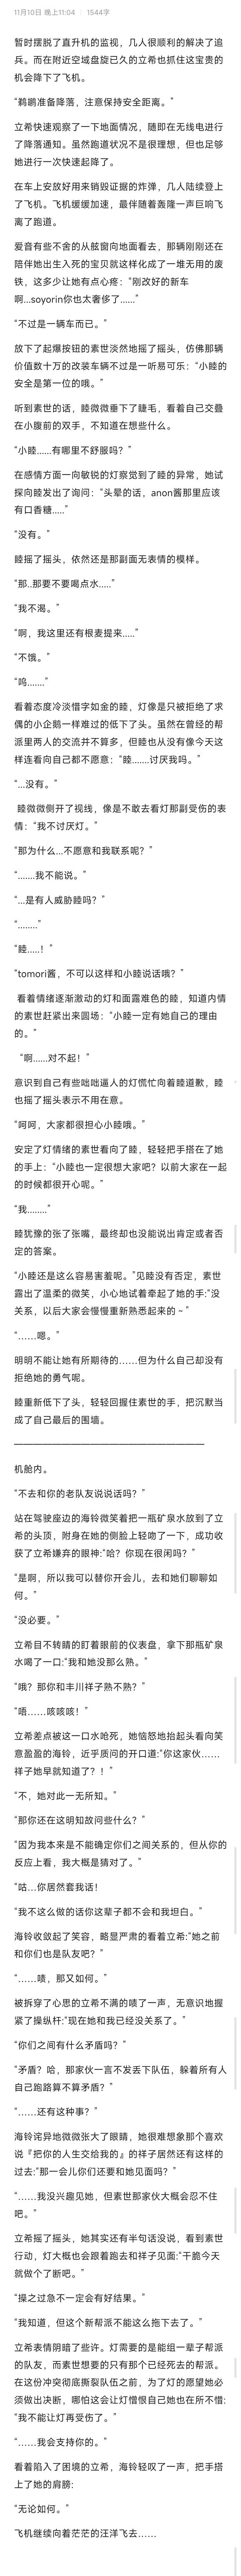 11月10日 晚上11:04 | 1544字
暂时摆脱了直升机的监视，几人很顺利的解决了追
兵。而在附近空域盘旋已久的立希也抓住这宝贵的
机会降下了飞机。
“鹈鹕准备降落，注意保持安全距离。”
立希快速观察了一下地面情况，随即在无线电进行
了降落通知。虽然跑道状况不是很理想，但也足够
她进行一次快速起降了。
在车上安放好用来销毁证据的炸弹，几人陆续登上
了飞机。飞机缓缓加速，最伴随着轰隆一声巨响飞
离了跑道。
爱音有些不舍的从舷窗向地面看去，那辆刚刚还在
陪伴她出生入死的宝贝就这样化成了一堆无用的废
铁，这多少让她有点心疼：“刚改好的新车
啊...soyorin你也太奢侈了......”
“不过是一辆车而已。”
放下了起爆按钮的素世淡然地摇了摇头，仿佛那辆
价值数十万的改装车辆不过是一听易可乐：“小睦的
安全是第一位的哦。”
听到素世的话，睦微微垂下了睫毛，看着自己交叠
在小腹前的双手，不知道在想些什么。
“小睦......有哪里不舒服吗？”
在感情方面一向敏锐的灯察觉到了睦的异常，她试
探向睦发出了询问：“头晕的话，anon酱那里应该
有口香糖.....”
“没有。”
睦摇了摇头，依然还是那副面无表情的模样。
“那..那要不要喝点水.....”
“我不渴。”
“啊，我这里还有根麦提来.....”
“不饿。”
“呜.......”
看着态度冷淡惜字如金的睦，灯像是只被拒绝了求
偶的小企鹅一样难过的低下了头。虽然在曾经的帮
派里两人的交流并不算多，但睦也从没有像今天这
样连看向自己都不愿意：“睦.......讨厌我吗。”
“...没有。”
睦微微侧开了视线，像是不敢去看灯那副受伤的表
情：“我不讨厌灯。”
“那为什么...不愿意和我联系呢？”
“.......我不能说。”
“...是有人威胁睦吗？”
“........”
“睦.....！”
“tomori酱，不可以这样和小睦说话哦？”
看着情绪逐渐激动的灯和面露难色的睦，知道内情
的素世赶紧出来圆场：“小睦一定有她自己的理由
的。”
“啊......对不起！”
意识到自己有些咄咄逼人的灯慌忙向着睦道歉，睦
也摇了摇头表示不用在意。
“呵呵，大家都很担心小睦哦。”
安定了灯情绪的素世看向了睦，轻轻把手搭在了她
的手上：“小睦也一定很想大家吧？以前大家在一起
的时候都很开心呢。”
“我........”
睦犹豫的张了张嘴，最终却也没能说出肯定或者否
定的答案。
“小睦还是这么容易害羞呢。”见睦没有否定，素世
露出了温柔的微笑，小心地试着牵起了她的手:“没
关系，以后大家会慢慢重新熟悉起来的～”
“……嗯。”
明明不能让她有所期待的……但为什么自己却没有
拒绝她的勇气呢。
睦重新低下了头，轻轻回握住素世的手，把沉默当
成了自己最后的围墙。
————————————————————
机舱内。
“不去和你的老队友说说话吗？”
站在驾驶座边的海铃微笑着把一瓶矿泉水放到了立
希的头顶，附身在她的侧脸上轻吻了一下，成功收
获了立希嫌弃的眼神:“哈？你现在很闲吗？”
“是啊，所以我可以替你开会儿，去和她们聊聊如
何。”
“没必要。”
立希目不转睛的盯着眼前的仪表盘，拿下那瓶矿泉
水喝了一口:“我和她没那么熟。”
“哦？那你和丰川祥子熟不熟？”
“唔……咳咳咳！”
立希差点被这一口水呛死，她恼怒地抬起头看向笑
意盈盈的海铃，近乎质问的开口道:“你这家伙……
祥子她早就知道了？！”
“不，她对此一无所知。”
“那你还在这明知故问些什么？”
“因为我本来是不能确定你们之间关系的，但从你的
反应上看，我大概是猜对了。”
“咕…你居然套我话！
“我不这么做的话你这辈子都不会和我坦白。”
海铃收敛起了笑容，略显严肃的看着立希:“她之前
和你们也是队友吧？”
“……啧，那又如何。”
被拆穿了心思的立希不满的啧了一声，无意识地握
紧了操纵杆:“现在她和我已经没关系了。”
“你们之间有什么矛盾吗？”
“矛盾？哈，那家伙一言不发丢下队伍，躲着所有人
自己跑路算不算矛盾？”
“……还有这种事？”
海铃诧异地微微张大了眼睛，她很难想象那个喜欢
说『把你的人生交给我的』的祥子居然还有这样的
过去:“那一会儿你们还要和她见面吗？”
“……我没兴趣见她，但素世那家伙大概会忍不住
吧。”
立希摇了摇头，她其实还有半句话没说，看到素世
行动，灯大概也会跟着跑去和祥子见面:“干脆今天
就做个了断吧。”
“操之过急不一定会有好结果。”
“我知道，但这个新帮派不能这么拖下去了。”
立希表情阴暗了些许。灯需要的是能组一辈子帮派
的队友，而素世想要的只有那个已经死去的帮派。
在这份冲突彻底撕裂队伍之前，为了灯的愿望她必
须做出决断，哪怕这会让灯憎恨自己她也在所不惜:
“我不能让灯再受伤了。”
“……我会支持你的。”
看着陷入了困境的立希，海铃轻叹了一声，把手搭
上了她的肩膀:
“无论如何。”
飞机继续向着茫茫的汪洋飞去……